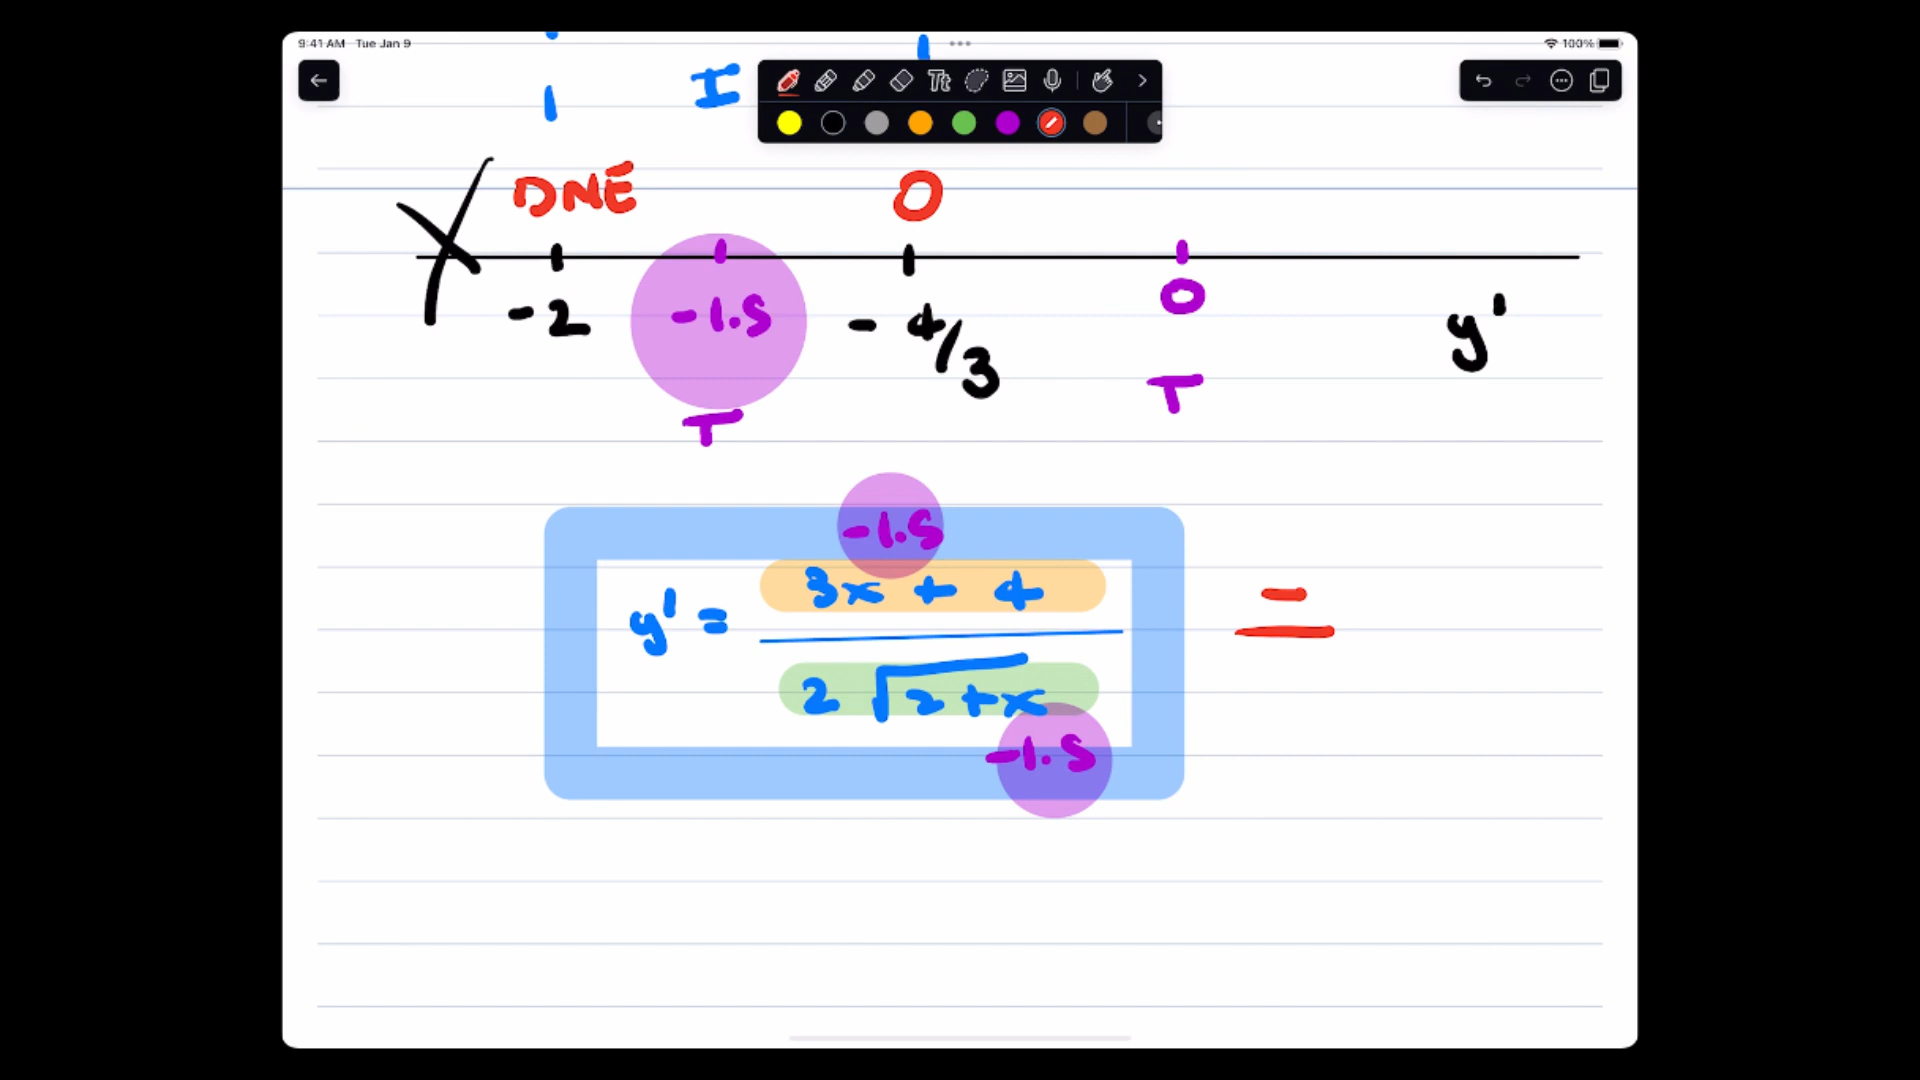 9:41 AM Tue Jan 9
100%
I
Tt
DNE 0
-2 -1.5 -4/3 0 y'
T T
-1.5
y' = 3x + 4 / 2 √2+x = -
-1.5